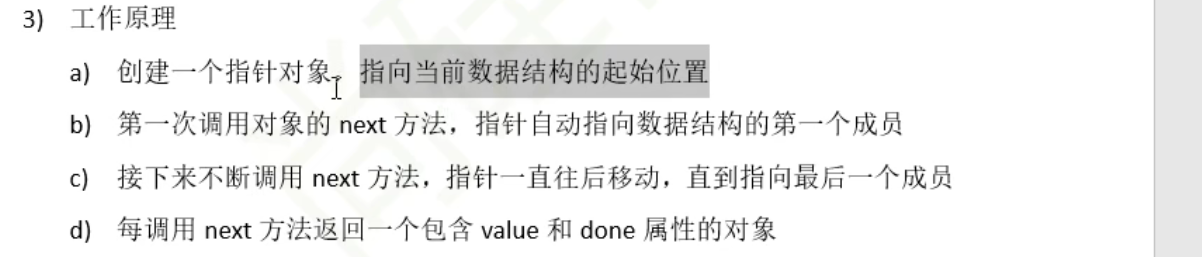 3) 工作原理
a) 创建一个指针对象，指向当前数据结构的起始位置
b) 第一次调用对象的 next 方法，指针自动指向数据结构的第一个成员
c) 接下来不断调用 next 方法，指针一直往后移动，直到指向最后一个成员
d) 每调用 next 方法返回一个包含 value 和 done 属性的对象